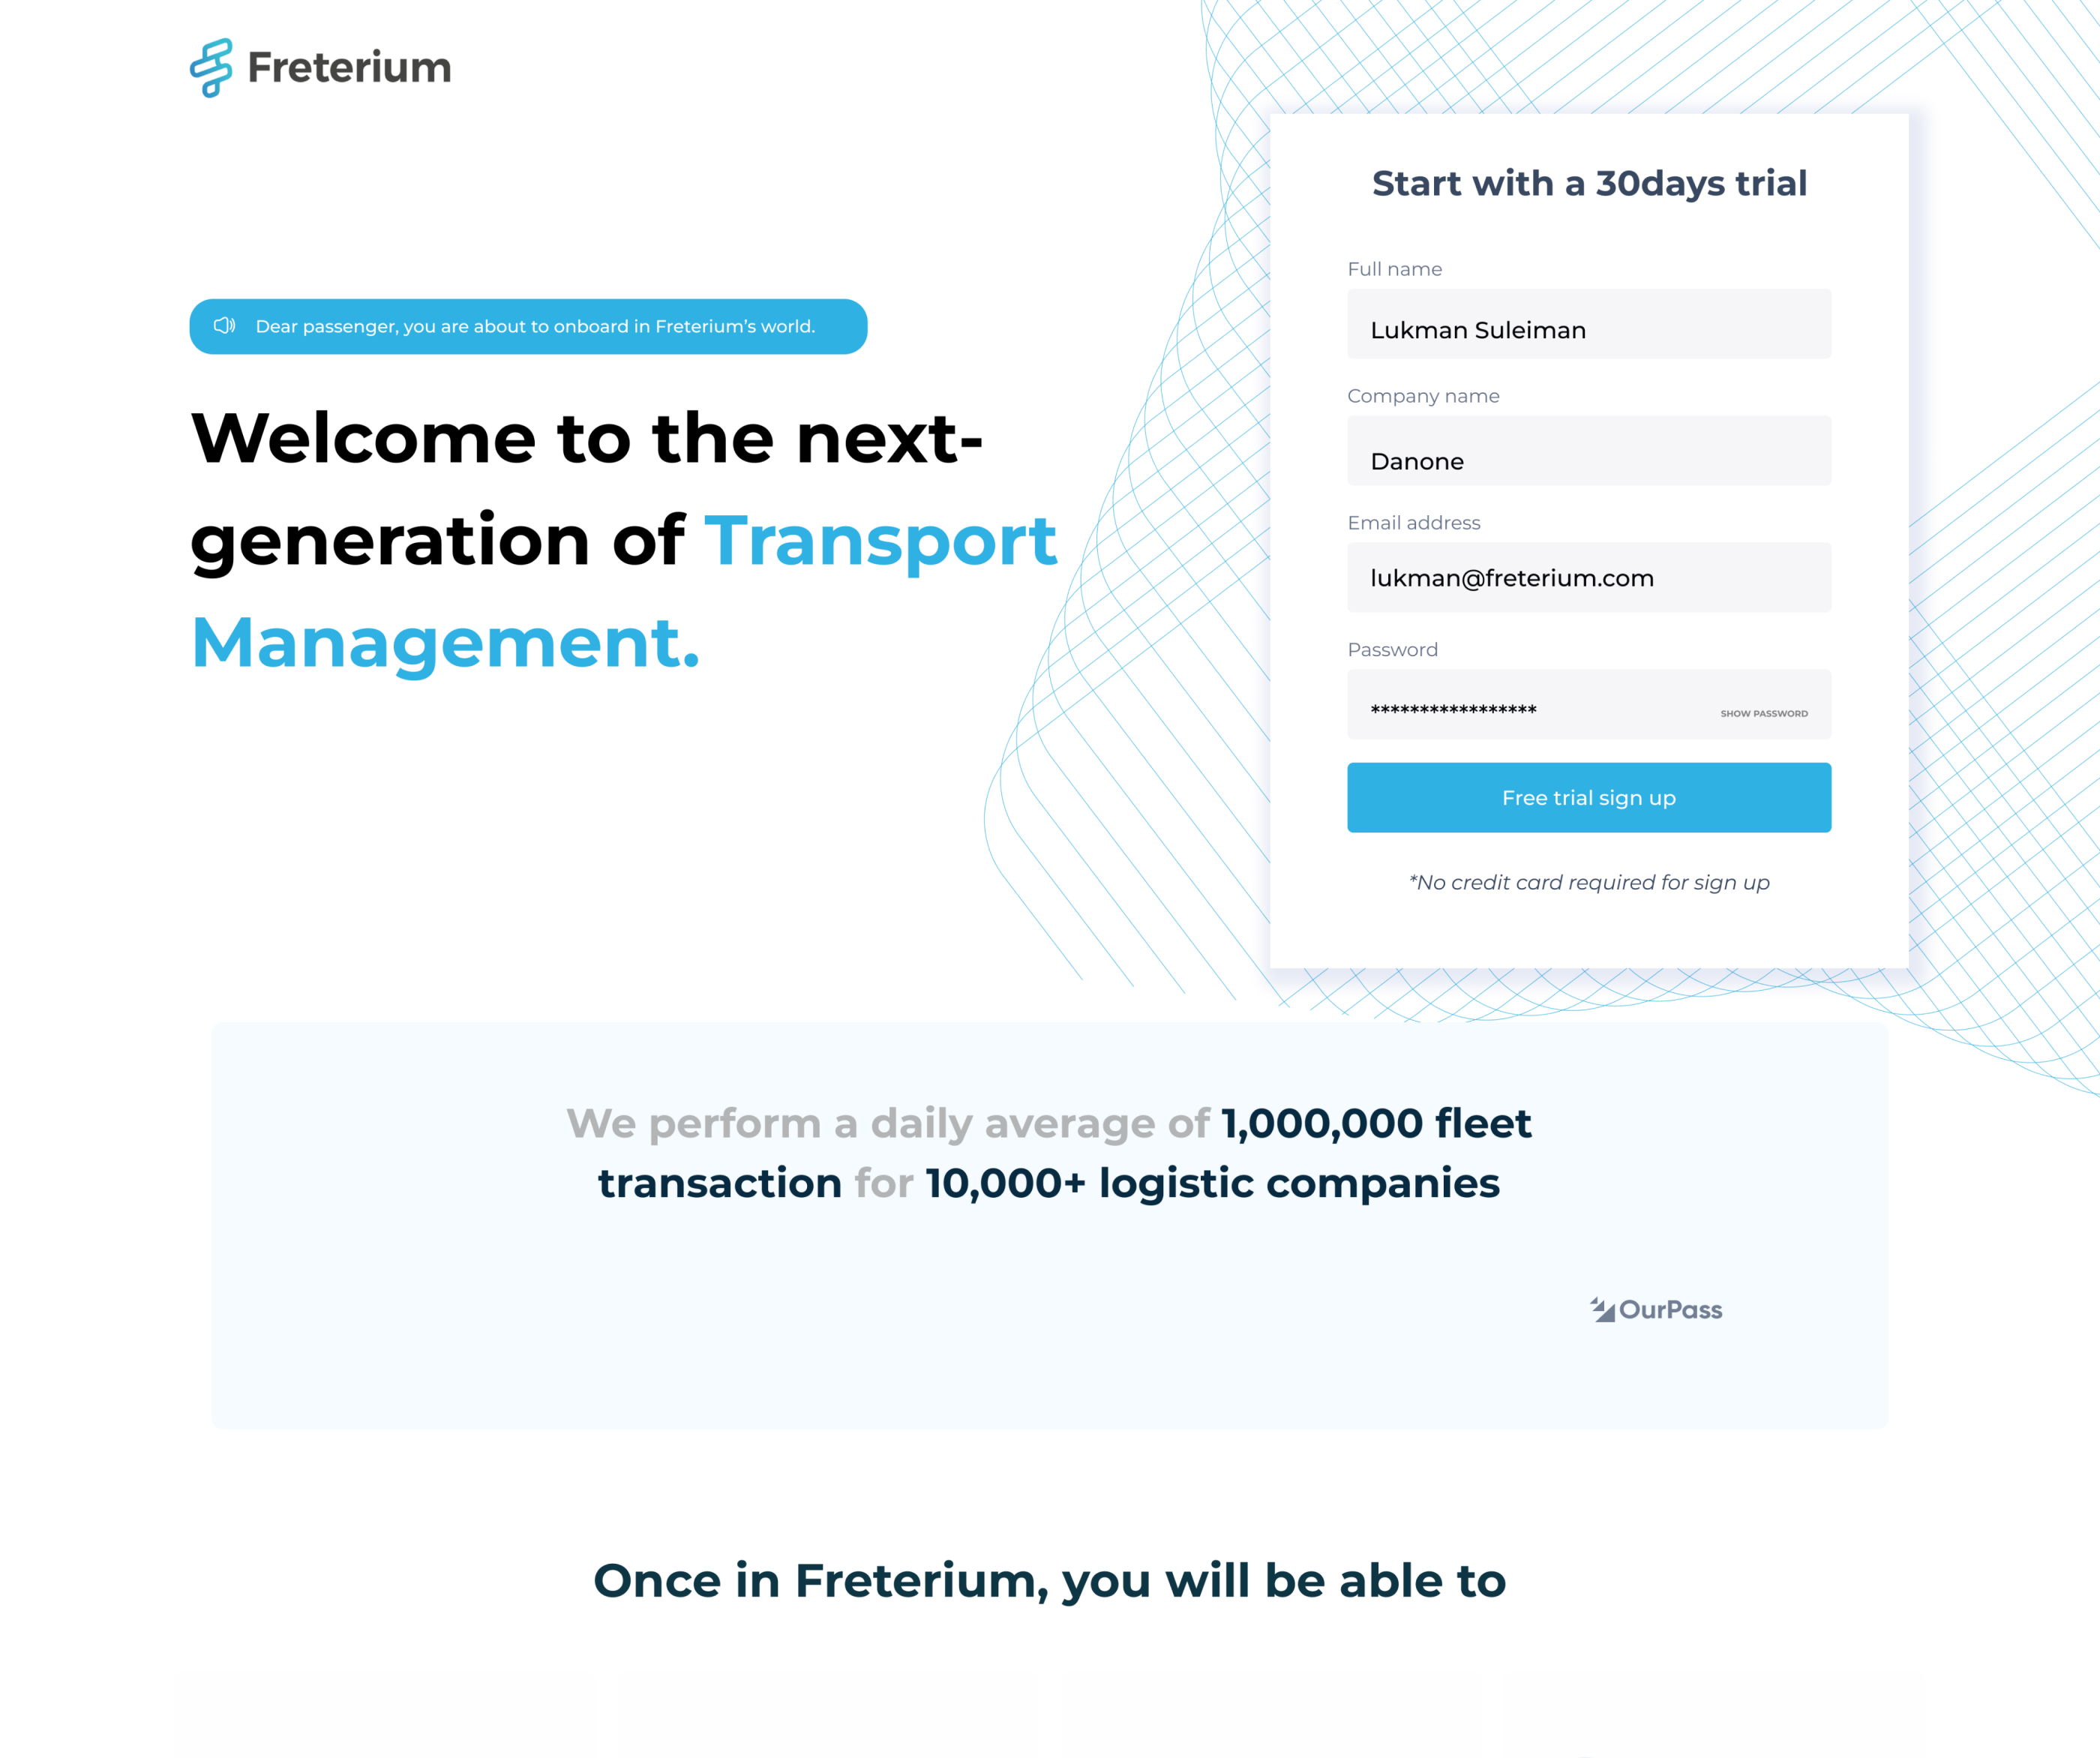 Freterium
Dear passenger, you are about to onboard in Freterium’s world.
Welcome to the next-
generation of Transport
Management.
Start with a 30days trial
Full name
Lukman Suleiman
Company name
Danone
Email address
lukman@freterium.com
Password
*****************
SHOW PASSWORD
Free trial sign up
*No credit card required for sign up
We perform a daily average of 1,000,000 fleet
transaction for 10,000+ logistic companies
OurPass
Once in Freterium, you will be able to